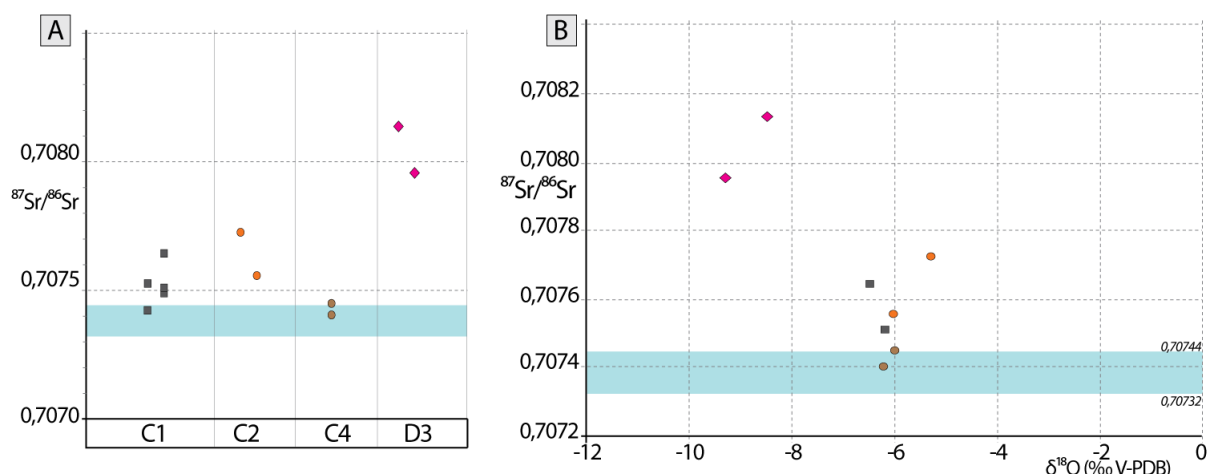 A
0,7080
⁸⁷Sr/⁸⁶Sr
0,7075
0,7070
C1 C2 C4 D3
B
0,7082
0,7080
⁸⁷Sr/⁸⁶Sr
0,7078
0,7076
0,7074
0,70744
0,70732
0,7072
-12 -10 -8 -6 -4 -2 0
δ¹⁸O (‰ V-PDB)